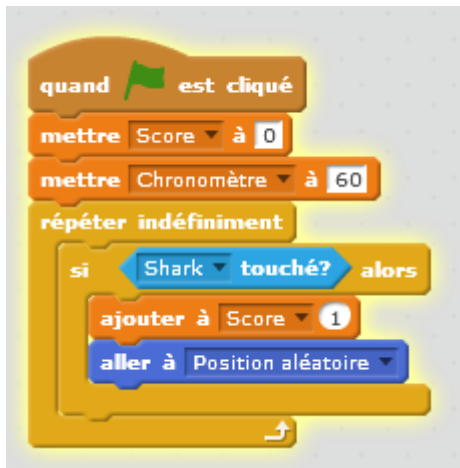 quand est cliqué
mettre Score à 0
mettre Chronomètre à 60
répéter indéfiniment
si Shark touché? alors
ajouter à Score 1
aller à Position aléatoire